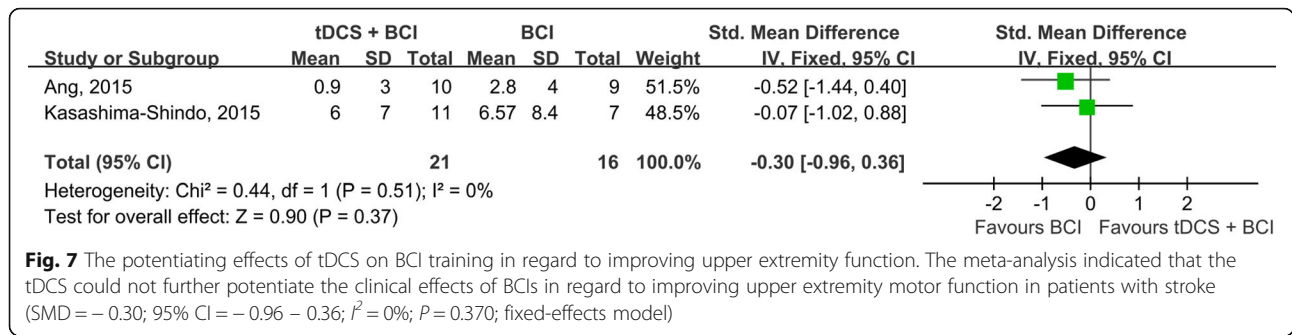 tDCS + BCI BCI Std. Mean Difference Std. Mean Difference
Study or Subgroup Mean SD Total Mean SD Total Weight IV, Fixed, 95% CI IV, Fixed, 95% CI
Ang, 2015 0.9 3 10 2.8 4 9 51.5% -0.52 [-1.44, 0.40]
Kasashima-Shindo, 2015 6 7 11 6.57 8.4 7 48.5% -0.07 [-1.02, 0.88]
Total (95% CI) 21 16 100.0% -0.30 [-0.96, 0.36]
Heterogeneity: Chi² = 0.44, df = 1 (P = 0.51); I² = 0%
Test for overall effect: Z = 0.90 (P = 0.37)
-2 -1 0 1 2
Favours BCI Favours tDCS + BCI
Fig. 7 The potentiating effects of tDCS on BCI training in regard to improving upper extremity function. The meta-analysis indicated that the
tDCS could not further potentiate the clinical effects of BCIs in regard to improving upper extremity motor function in patients with stroke
(SMD = − 0.30; 95% CI = − 0.96 – 0.36; I² = 0%; P = 0.370; fixed-effects model)